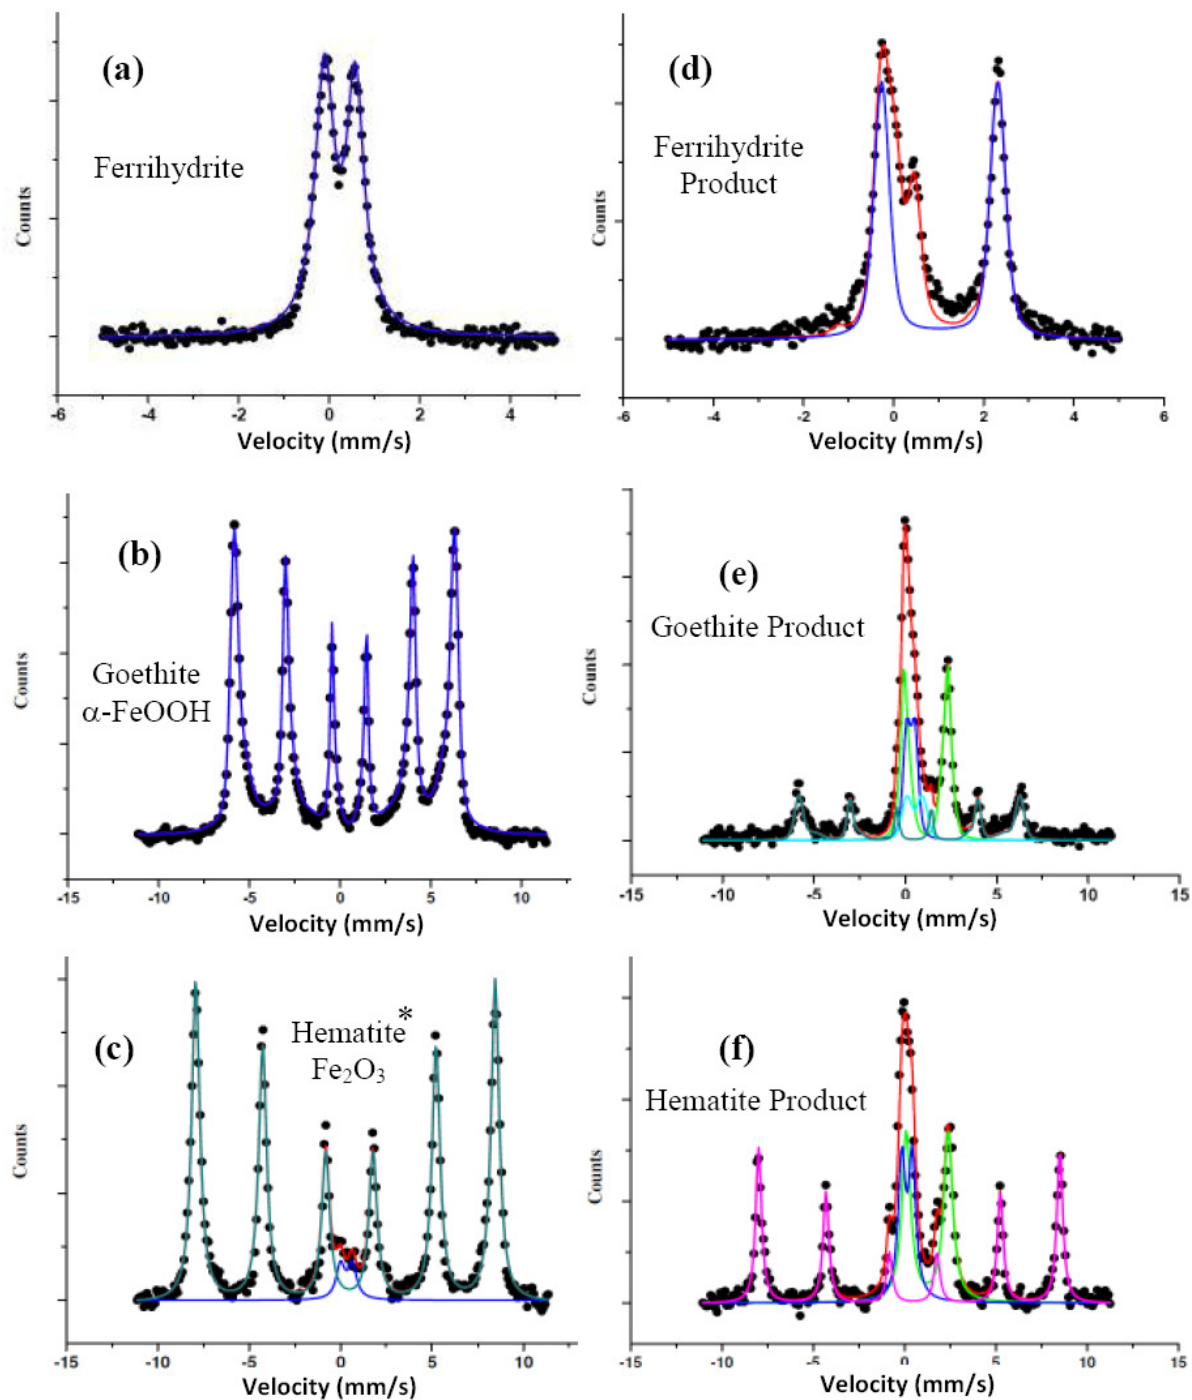 (a)
Ferrihydrite
Counts
-6 -4 -2 0 2 4
Velocity (mm/s)
(d)
Ferrihydrite
Product
Counts
-6 -4 -2 0 2 4 6
Velocity (mm/s)
(b)
Goethite
α-FeOOH
Counts
-15 -10 -5 0 5 10
Velocity (mm/s)
(e)
Goethite Product
Counts
-15 -10 -5 0 5 10 15
Velocity (mm/s)
(c)
Hematite*
Fe₂O₃
Counts
-15 -10 -5 0 5 10
Velocity (mm/s)
(f)
Hematite Product
Counts
-15 -10 -5 0 5 10 15
Velocity (mm/s)